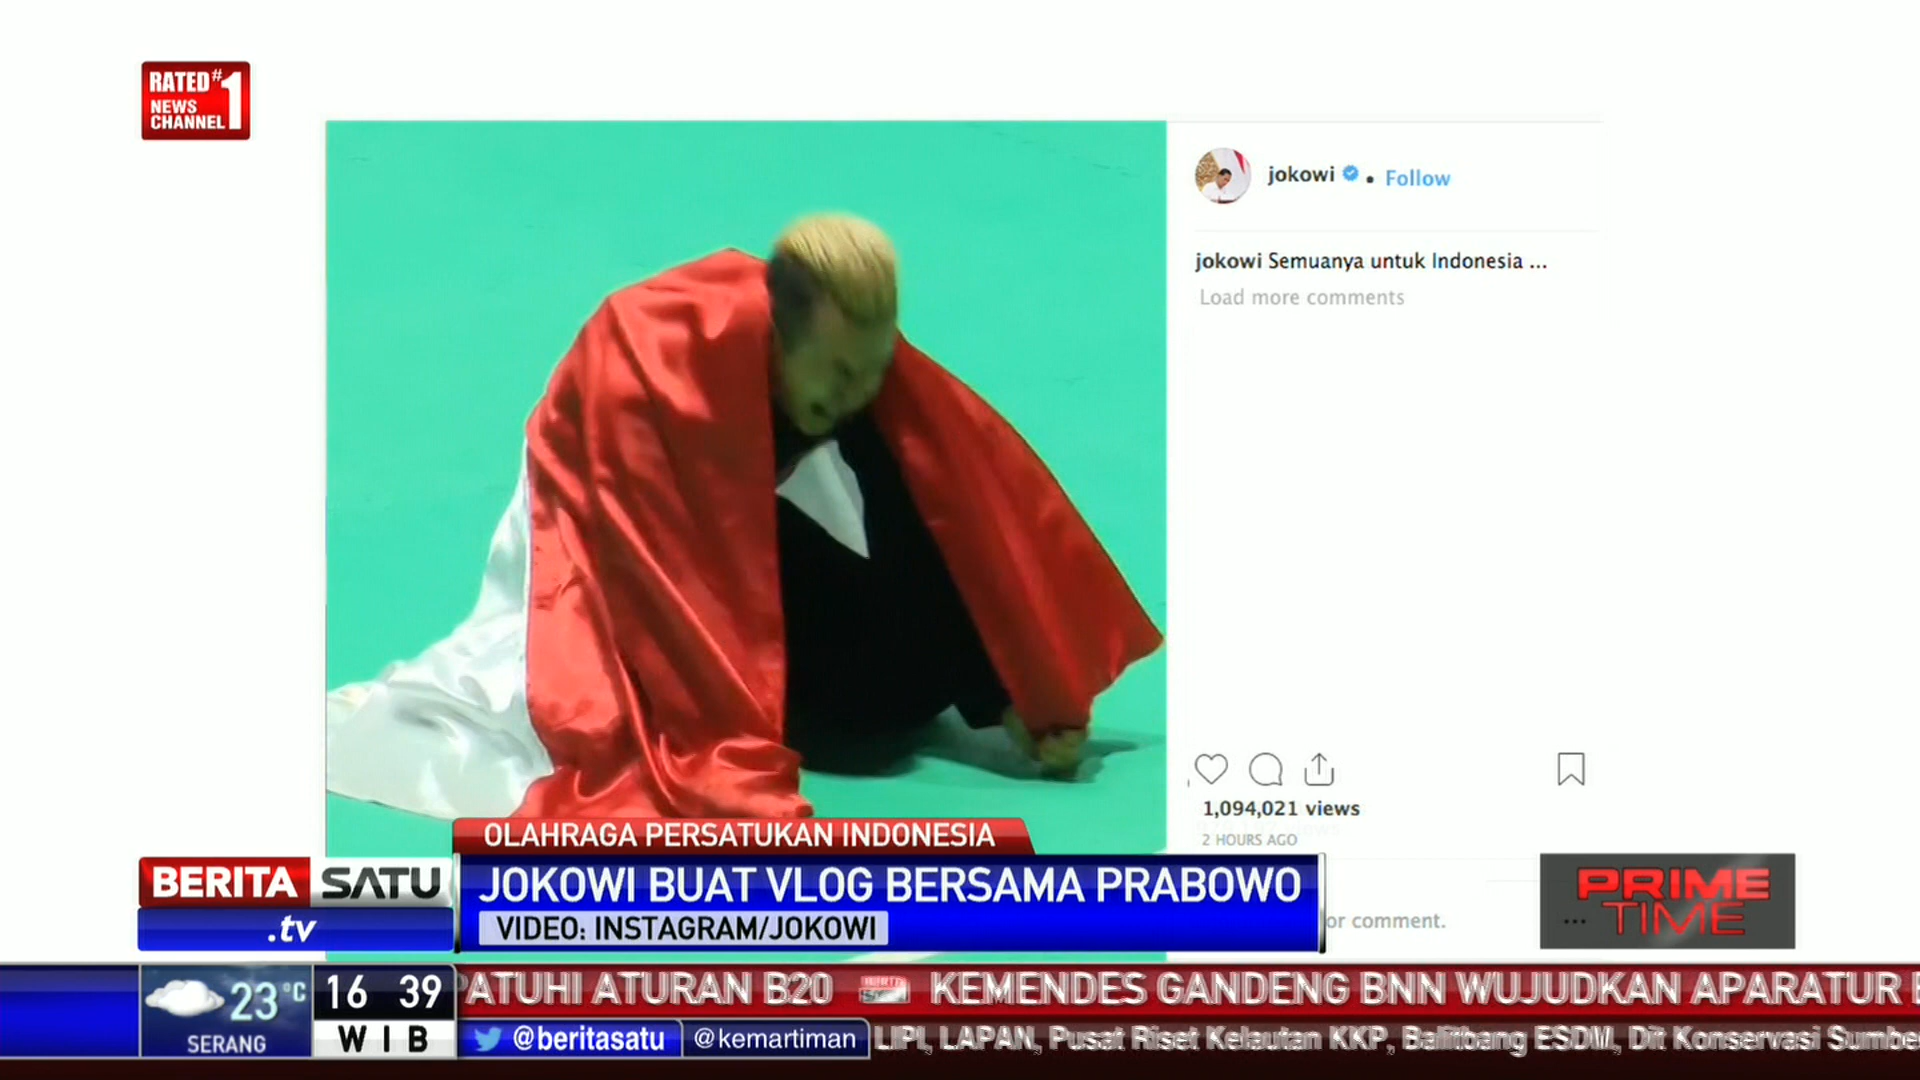 RATED #1
NEWS
CHANNEL
jokowi • Follow
jokowi Semuanya untuk Indonesia ...
Load more comments
1,094,021 views
2 HOURS AGO
or comment.
...
OLAHRAGA PERSATUKAN INDONESIA
BERITA SATU
.tv
JOKOWI BUAT VLOG BERSAMA PRABOWO
VIDEO: INSTAGRAM/JOKOWI
PRIME
TIME
23°C
SERANG
16 39
WIB
PATUHI ATURAN B20 KEMENDES GANDENG BNN WUJUDKAN APARATUR
@beritasatu @kemartiman LIPI, LAPAN, Pusat Riset Kelautan KKP, Balitbang ESDM, Dit Konservasi Sumbe